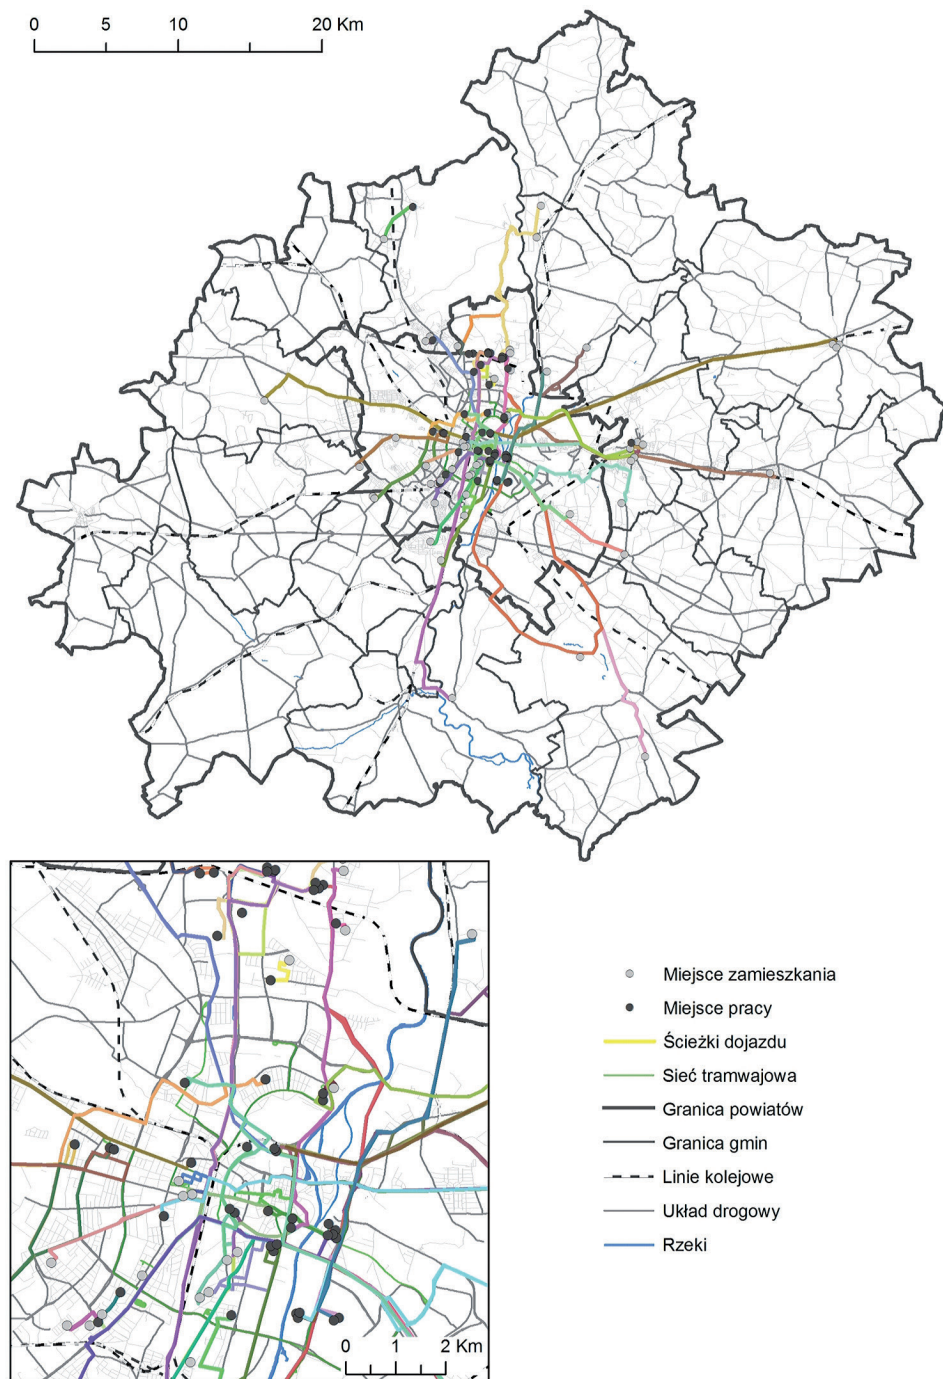 0 5 10 20 Km
Miejsce zamieszkania
Miejsce pracy
Ścieżki dojazdu
Sieć tramwajowa
Granica powiatów
Granica gmin
Linie kolejowe
Układ drogowy
Rzeki
0 1 2 Km